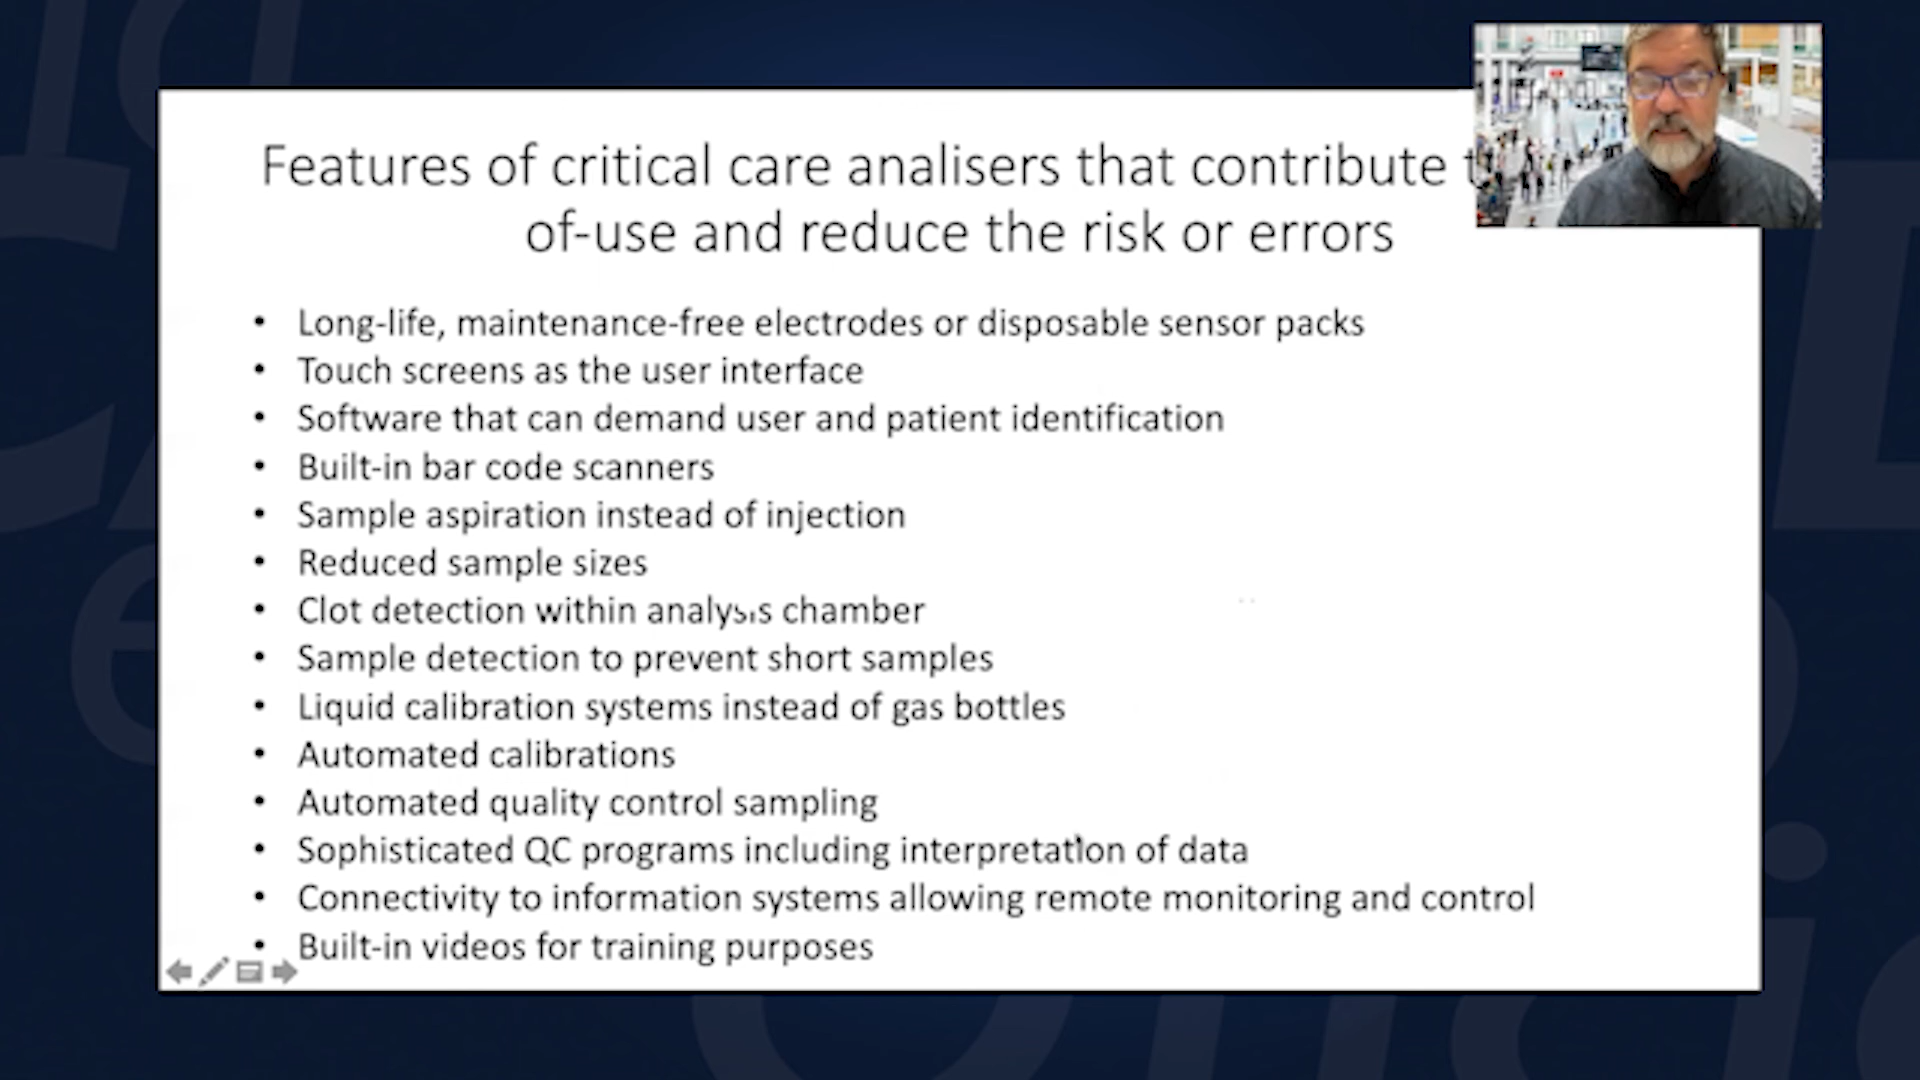 Features of critical care analisers that contribute
of-use and reduce the risk or errors
• Long-life, maintenance-free electrodes or disposable sensor packs
• Touch screens as the user interface
• Software that can demand user and patient identification
• Built-in bar code scanners
• Sample aspiration instead of injection
• Reduced sample sizes
• Clot detection within analysis chamber
• Sample detection to prevent short samples
• Liquid calibration systems instead of gas bottles
• Automated calibrations
• Automated quality control sampling
• Sophisticated QC programs including interpretation of data
• Connectivity to information systems allowing remote monitoring and control
• Built-in videos for training purposes